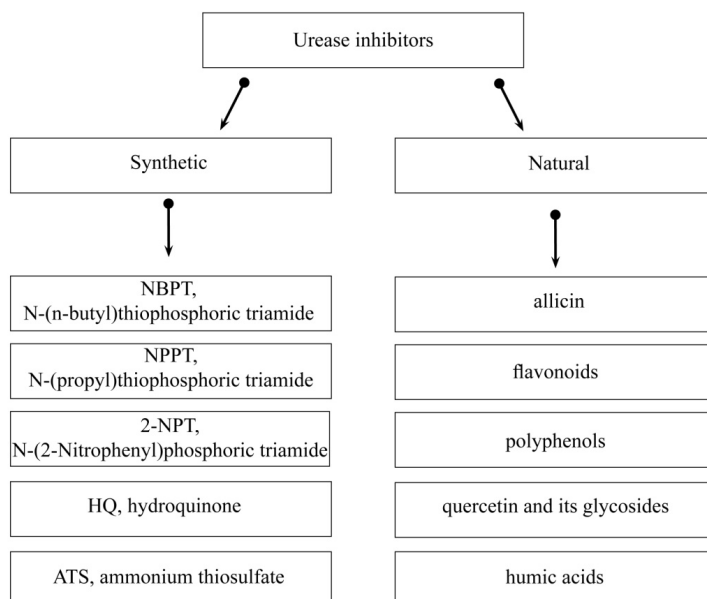 Urease inhibitors
Synthetic
Natural
NBPT,
N-(n-butyl)thiophosphoric triamide
NPPT,
N-(propyl)thiophosphoric triamide
2-NPT,
N-(2-Nitrophenyl)phosphoric triamide
HQ, hydroquinone
ATS, ammonium thiosulfate
allicin
flavonoids
polyphenols
quercetin and its glycosides
humic acids